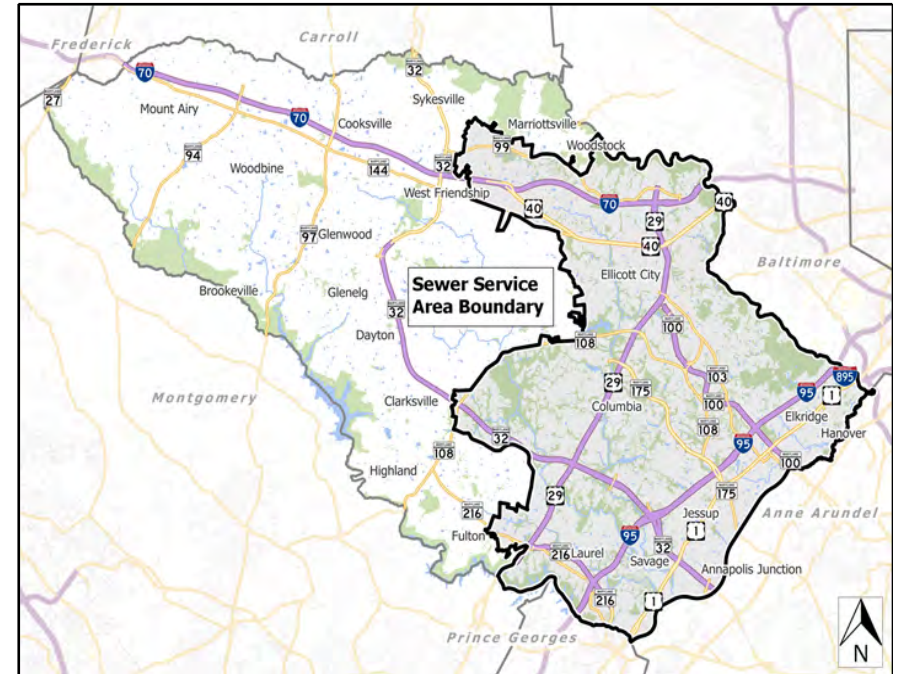 Frederick
Carroll
70
32
27
Mount Airy
70
Sykesville
Cooksville
Marriottsville
94
99
Woodstock
Woodbine
144
32
West Friendship
40
70
40
29
97
Glenwood
40
Baltimore
Ellicott City
Brookeville
Glenelg
Sewer Service
Area Boundary
32
100
Dayton
108
103
895
Montgomery
29
175
95
1
Clarksville
Columbia
100
Elkridge
108
Hanover
32
95
108
100
Highland
29
175
216
Jessup
Anne Arundel
1
Fulton
95
216
Laurel
32
Savage
Annapolis Junction
216
1
Prince Georges
N